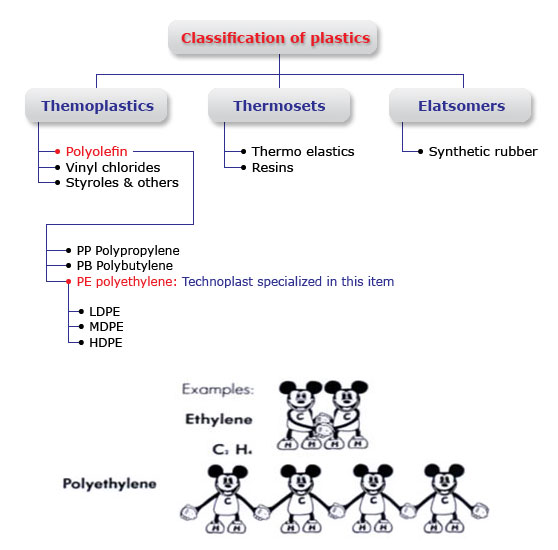 Classification of plastics
Themoplastics
Thermosets
Elatsomers
Polyolefin
Vinyl chlorides
Styroles & others
Thermo elastics
Resins
Synthetic rubber
PP Polypropylene
PB Polybutylene
PE polyethylene: Technoplast specialized in this item
LDPE
MDPE
HDPE
Examples:
Ethylene
C C
H H H H
C₂ H₄
Polyethylene
C C C C
H H H H H H H H